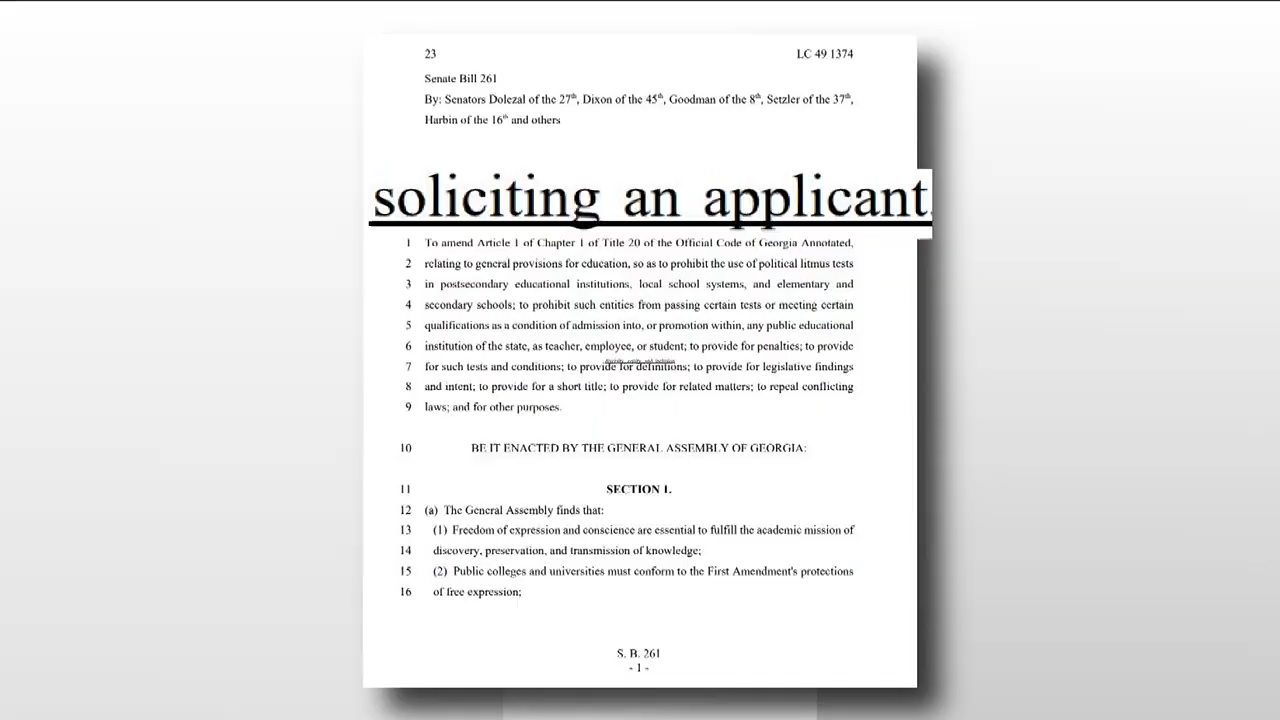 23 LC 49 1374
Senate Bill 261
By: Senators Dolezal of the 27th, Dixon of the 45th, Goodman of the 8th, Setzler of the 37th,
Harbin of the 16th and others
soliciting an applicant
1 To amend Article 1 of Chapter 1 of Title 20 of the Official Code of Georgia Annotated,
2 relating to general provisions for education, so as to prohibit the use of political litmus tests
3 in postsecondary educational institutions, local school systems, and elementary and
4 secondary schools; to prohibit such entities from passing certain tests or meeting certain
5 qualifications as a condition of admission into, or promotion within, any public educational
6 institution of the state, as teacher, employee, or student; to provide for penalties; to provide
diversity, equity, and inclusion
7 for such tests and conditions; to provide for definitions; to provide for legislative findings
8 and intent; to provide for a short title; to provide for related matters; to repeal conflicting
9 laws; and for other purposes.
10 BE IT ENACTED BY THE GENERAL ASSEMBLY OF GEORGIA:
11 SECTION 1.
12 (a) The General Assembly finds that:
13 (1) Freedom of expression and conscience are essential to fulfill the academic mission of
14 discovery, preservation, and transmission of knowledge;
15 (2) Public colleges and universities must conform to the First Amendment's protections
16 of free expression;
S. B. 261
- 1 -